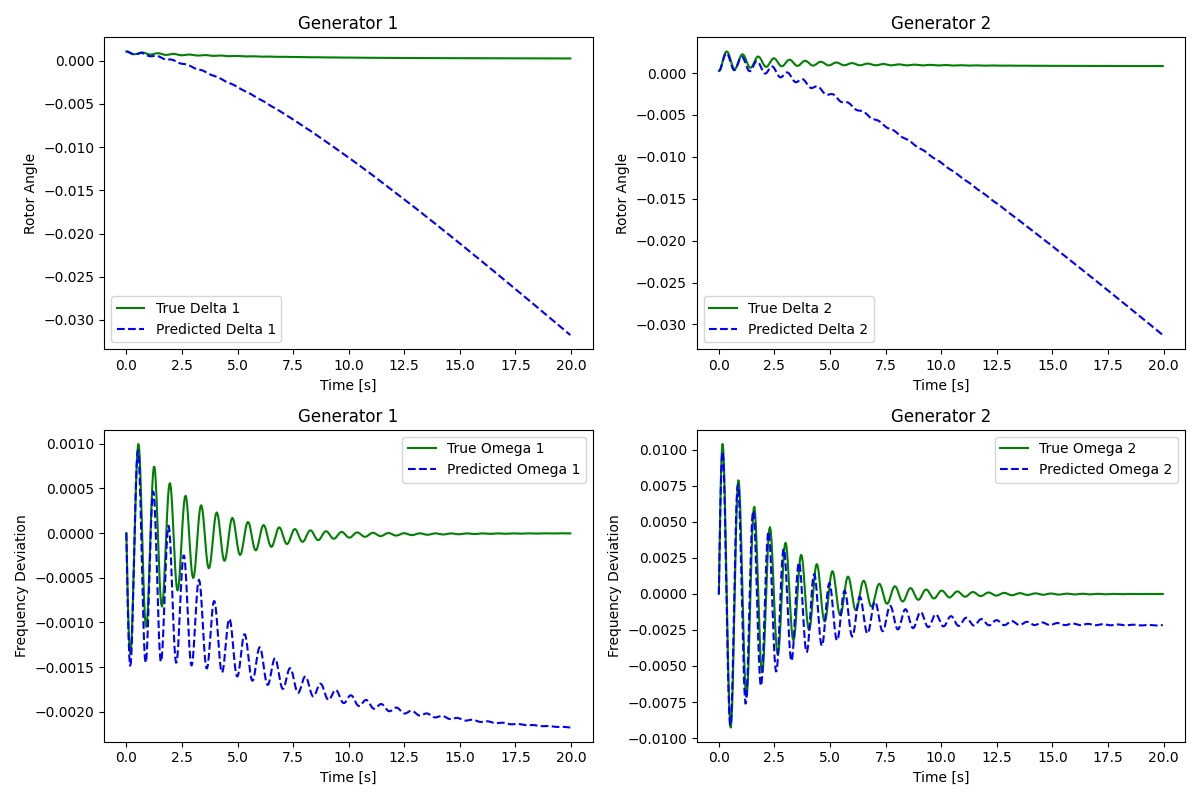 Generator 1
Rotor Angle
0.000
−0.005
−0.010
−0.015
−0.020
−0.025
−0.030
True Delta 1
Predicted Delta 1
0.0 2.5 5.0 7.5 10.0 12.5 15.0 17.5 20.0
Time [s]
Generator 2
Rotor Angle
0.000
−0.005
−0.010
−0.015
−0.020
−0.025
−0.030
True Delta 2
Predicted Delta 2
0.0 2.5 5.0 7.5 10.0 12.5 15.0 17.5 20.0
Time [s]
Generator 1
Frequency Deviation
0.0010
0.0005
0.0000
−0.0005
−0.0010
−0.0015
−0.0020
True Omega 1
Predicted Omega 1
0.0 2.5 5.0 7.5 10.0 12.5 15.0 17.5 20.0
Time [s]
Generator 2
Frequency Deviation
0.0100
0.0075
0.0050
0.0025
0.0000
−0.0025
−0.0050
−0.0075
−0.0100
True Omega 2
Predicted Omega 2
0.0 2.5 5.0 7.5 10.0 12.5 15.0 17.5 20.0
Time [s]